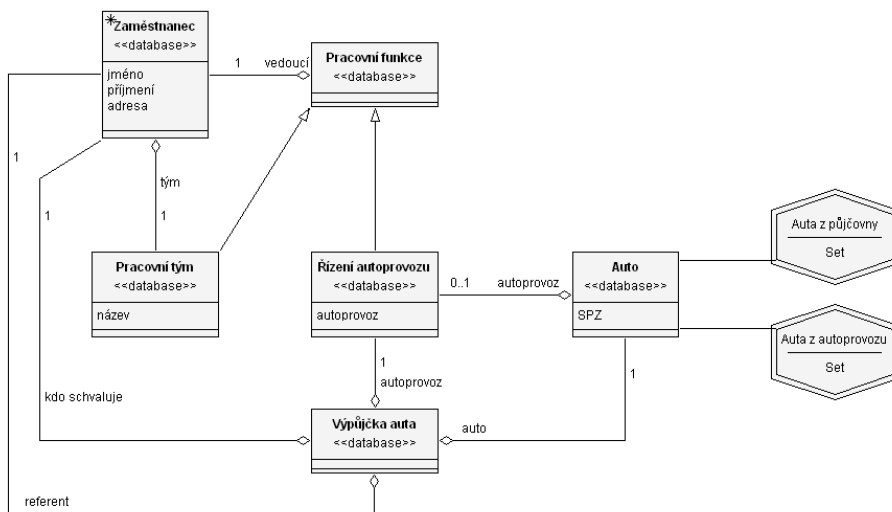 Zaměstnanec
<<database>>
jméno
příjmení
adresa
1
vedoucí
Pracovní funkce
<<database>>
1
1
tým
1
Pracovní tým
<<database>>
název
Řízení autoprovozu
<<database>>
autoprovoz
0..1
autoprovoz
Auto
<<database>>
SPZ
Auta z půjčovny
Set
Auta z autoprovozu
Set
1
autoprovoz
1
kdo schvaluje
Výpůjčka auta
<<database>>
auto
referent